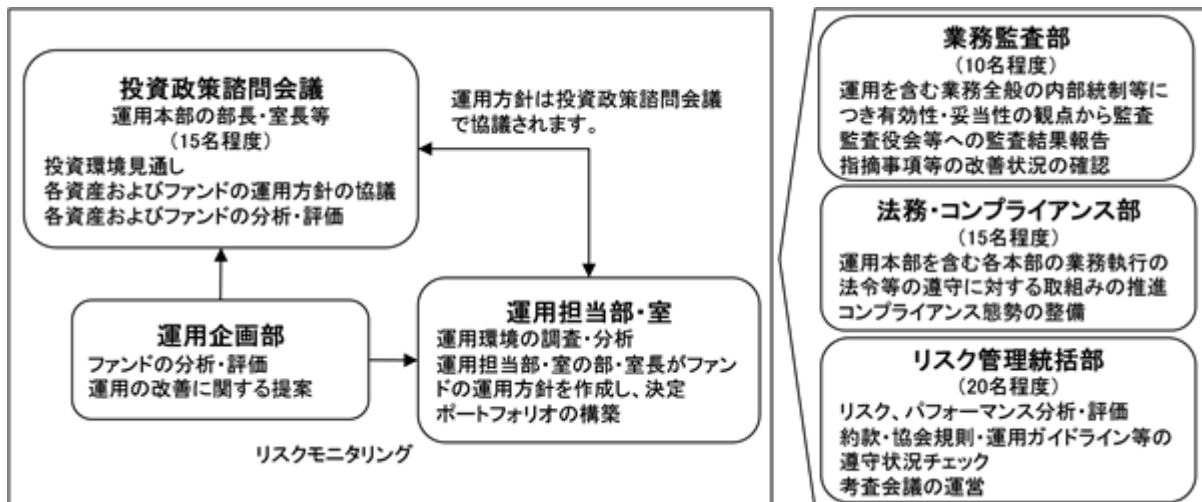 投資政策諮問会議
運用本部の部長・室長等
(15名程度)
投資環境見通し
各資産およびファンドの運用方針の協議
各資産およびファンドの分析・評価
運用方針は投資政策諮問会議
で協議されます。
運用企画部
ファンドの分析・評価
運用の改善に関する提案
運用担当部・室
運用環境の調査・分析
運用担当部・室の部・室長がファン
ドの運用方針を作成し、決定
ポートフォリオの構築
リスクモニタリング
業務監査部
(10名程度)
運用を含む業務全般の内部統制等に
つき有効性・妥当性の観点から監査
監査役会等への監査結果報告
指摘事項等の改善状況の確認
法務・コンプライアンス部
(15名程度)
運用本部を含む各本部の業務執行の
法令等の遵守に対する取組みの推進
コンプライアンス態勢の整備
リスク管理統括部
(20名程度)
リスク、パフォーマンス分析・評価
約款・協会規則・運用ガイドライン等の
遵守状況チェック
考査会議の運営